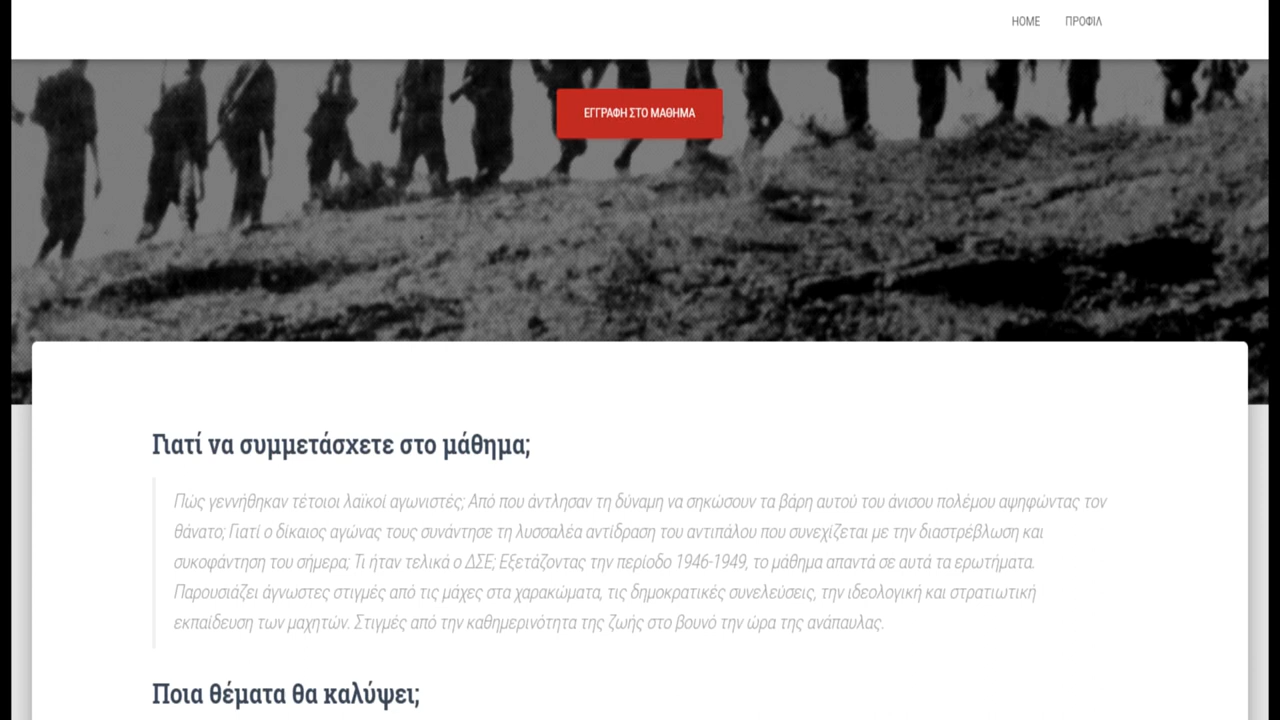 HOME ΠΡΟΦΙΛ
ΕΓΓΡΑΦΗ ΣΤΟ ΜΑΘΗΜΑ
Γιατί να συμμετάσχετε στο μάθημα;
Πώς γεννήθηκαν τέτοιοι λαϊκοί αγωνιστές; Από που άντλησαν τη δύναμη να σηκώσουν τα βάρη αυτού του άνισου πολέμου αψηφώντας τον
θάνατο; Γιατί ο δίκαιος αγώνας τους συνάντησε τη λυσσαλέα αντίδραση του αντιπάλου που συνεχίζεται με την διαστρέβλωση και
συκοφάντηση του σήμερα; Τι ήταν τελικά ο ΔΣΕ; Εξετάζοντας την περίοδο 1946-1949, το μάθημα απαντά σε αυτά τα ερωτήματα.
Παρουσιάζει άγνωστες στιγμές από τις μάχες στα χαρακώματα, τις δημοκρατικές συνελεύσεις, την ιδεολογική και στρατιωτική
εκπαίδευση των μαχητών. Στιγμές από την καθημερινότητα της ζωής στο βουνό την ώρα της ανάπαυλας.
Ποια θέματα θα καλύψει;